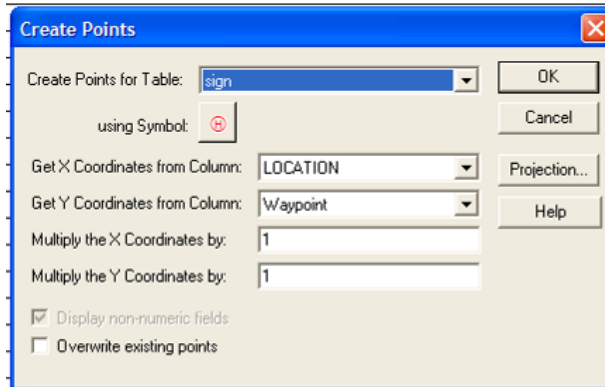 Create Points
Create Points for Table: sign OK
using Symbol: H Cancel
Get X Coordinates from Column: LOCATION Projection...
Get Y Coordinates from Column: Waypoint Help
Multiply the X Coordinates by: 1
Multiply the Y Coordinates by: 1
Display non-numeric fields
Overwrite existing points